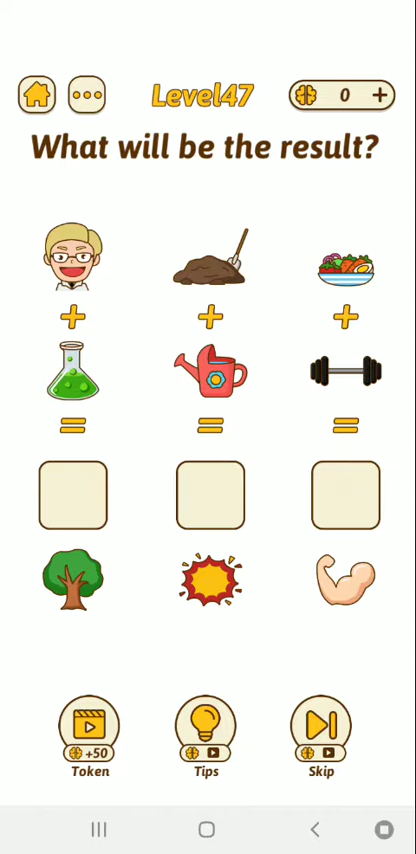 Level47
0 +
What will be the result?
+ + +
= = =
+50
Token Tips Skip